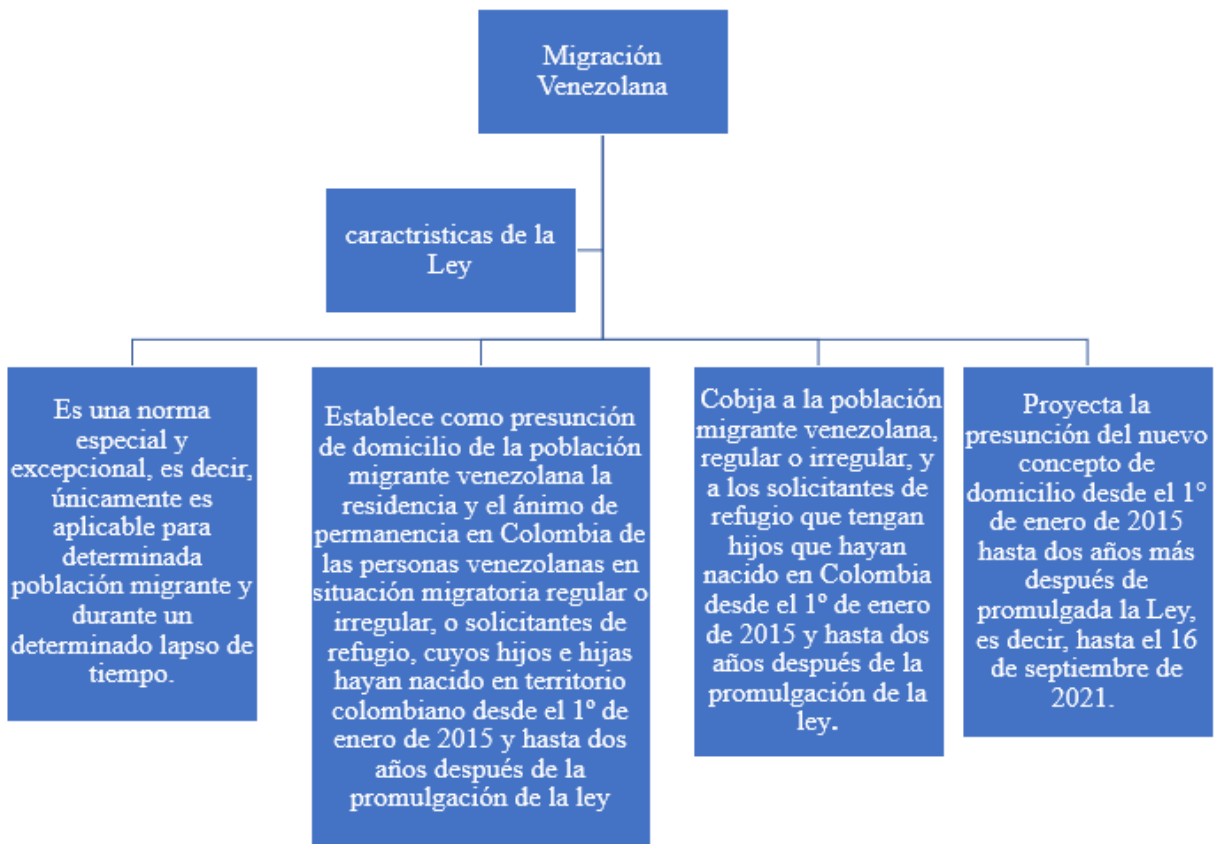 Migración
Venezolana
caractristicas de la
Ley
Es una norma
especial y
excepcional, es decir,
únicamente es
aplicable para
determinada
población migrante y
durante un
determinado lapso de
tiempo.
Establece como presunción
de domicilio de la población
migrante venezolana la
residencia y el ánimo de
permanencia en Colombia de
las personas venezolanas en
situación migratoria regular o
irregular, o solicitantes de
refugio, cuyos hijos e hijas
hayan nacido en territorio
colombiano desde el 1º de
enero de 2015 y hasta dos
años después de la
promulgación de la ley
Cobija a la población
migrante venezolana,
regular o irregular, y
a los solicitantes de
refugio que tengan
hijos que hayan
nacido en Colombia
desde el 1º de enero
de 2015 y hasta dos
años después de la
promulgación de la
ley.
Proyecta la
presunción del nuevo
concepto de
domicilio desde el 1°
de enero de 2015
hasta dos años más
después de
promulgada la Ley,
es decir, hasta el 16
de septiembre de
2021.